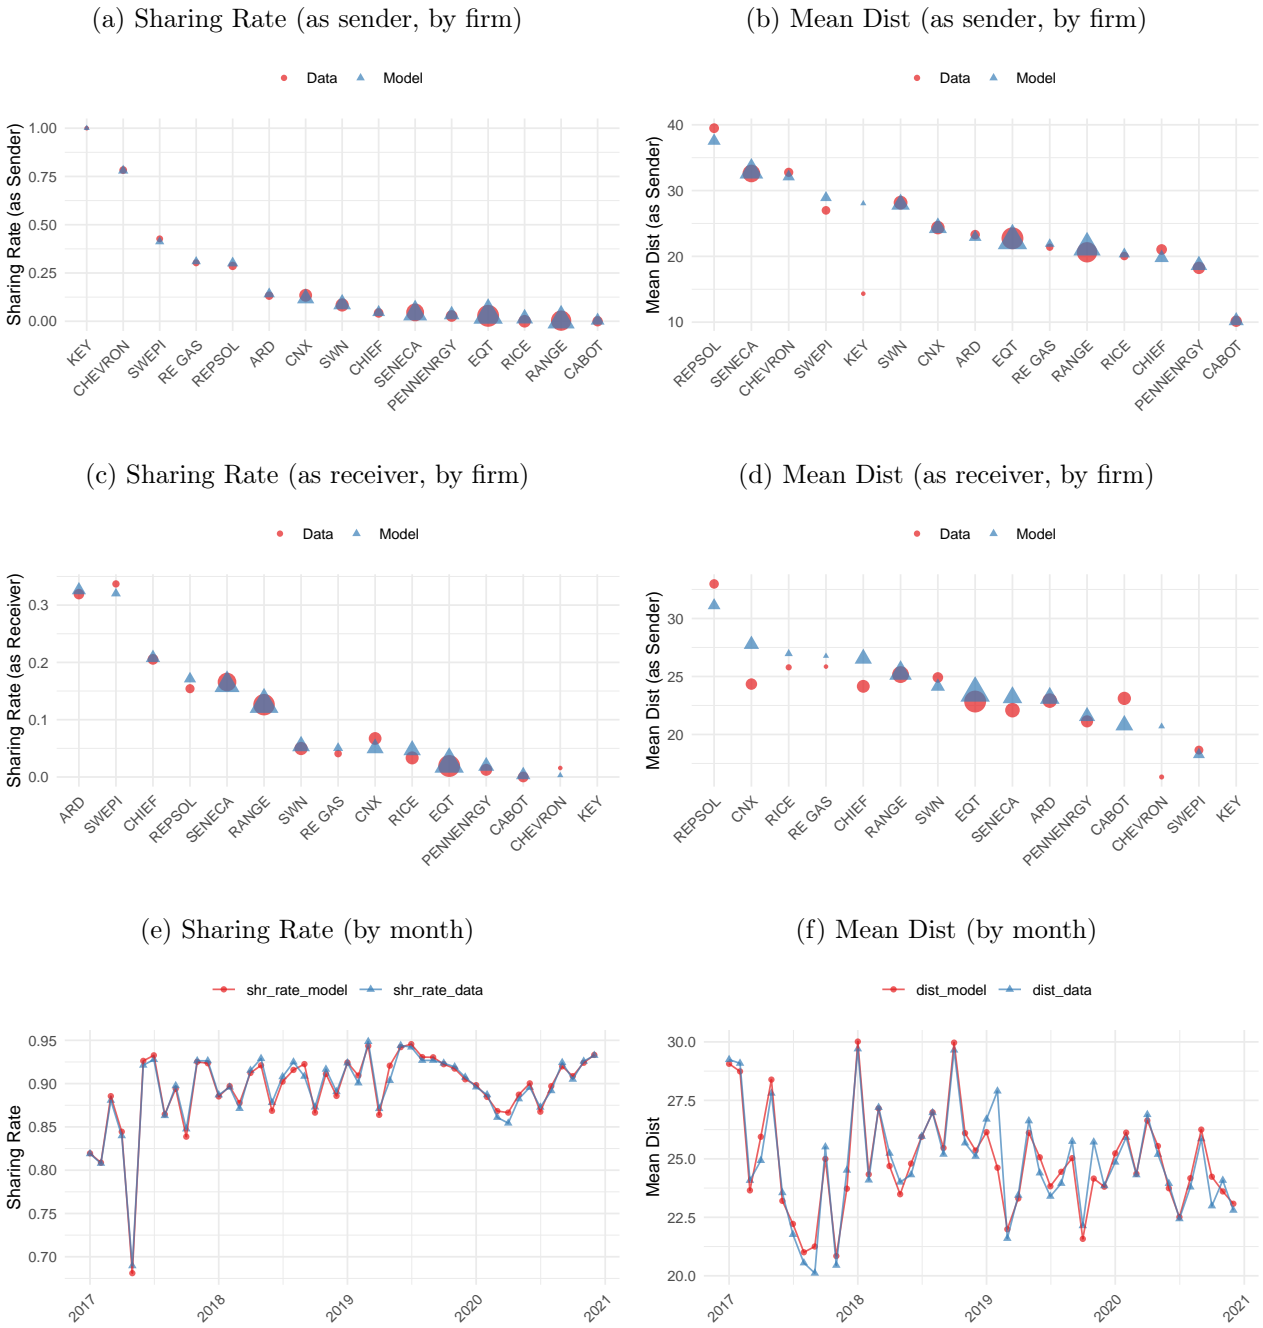 (a) Sharing Rate (as sender, by firm)
Data Model
Sharing Rate (as Sender)
1.00
0.75
0.50
0.25
0.00
KEY
CHEVRON
SWEPI
RE GAS
REPSOL
ARD
CNX
SWN
CHIEF
SENECA
PENNENRGY
EQT
RICE
RANGE
CABOT
(b) Mean Dist (as sender, by firm)
Data Model
Mean Dist (as Sender)
40
30
20
10
REPSOL
SENECA
CHEVRON
SWEPI
KEY
SWN
CNX
ARD
EQT
RE GAS
RANGE
RICE
CHIEF
PENNENRGY
CABOT
(c) Sharing Rate (as receiver, by firm)
Data Model
Sharing Rate (as Receiver)
0.3
0.2
0.1
0.0
ARD
SWEPI
CHIEF
REPSOL
SENECA
RANGE
SWN
RE GAS
CNX
RICE
EQT
PENNENRGY
CABOT
CHEVRON
KEY
(d) Mean Dist (as receiver, by firm)
Data Model
Mean Dist (as Sender)
30
25
20
REPSOL
CNX
RICE
RE GAS
CHIEF
RANGE
SWN
EQT
SENECA
ARD
PENNENRGY
CABOT
CHEVRON
SWEPI
KEY
(e) Sharing Rate (by month)
shr_rate_model shr_rate_data
Sharing Rate
0.95
0.90
0.85
0.80
0.75
0.70
2017
2018
2019
2020
2021
(f) Mean Dist (by month)
dist_model dist_data
Mean Dist
30.0
27.5
25.0
22.5
20.0
2017
2018
2019
2020
2021